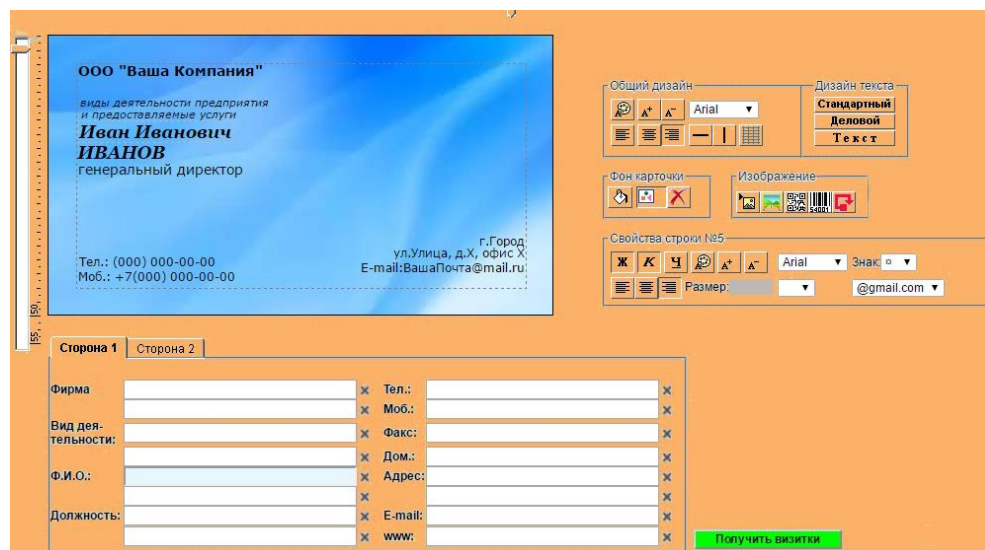 ООО "Ваша Компания"
виды деятельности предприятия
и предоставляемые услуги
Иван Иванович
ИВАНОВ
генеральный директор
г.Город
ул.Улица, д.Х, офис Х
E-mail:ВашаПочта@mail.ru
Тел.: (000) 000-00-00
Моб.: +7(000) 000-00-00
50
55
Общий дизайн
A A+ A- Arial
Дизайн текста
Стандартный
Деловой
Текст
Фон карточки
Изображение
54001
Свойства строки №5
Ж К Ч A A+ A- Arial Знак: ¤
Размер: @gmail.com
Сторона 1 Сторона 2
Фирма
Вид дея-
тельности:
Ф.И.О.:
Должность:
Тел.:
Моб.:
Факс:
Дом.:
Адрес:
E-mail:
www:
Получить визитки